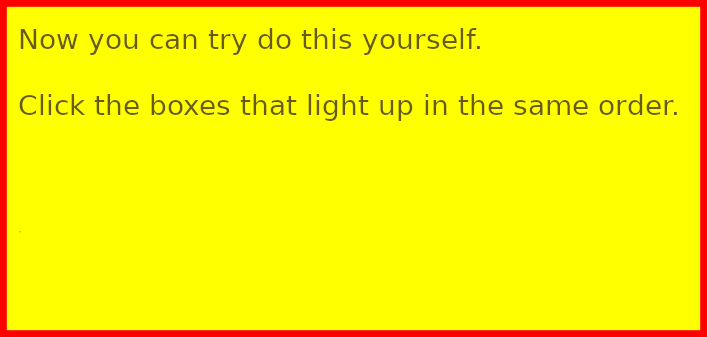 Now you can try do this yourself.
Click the boxes that light up in the same order.
.